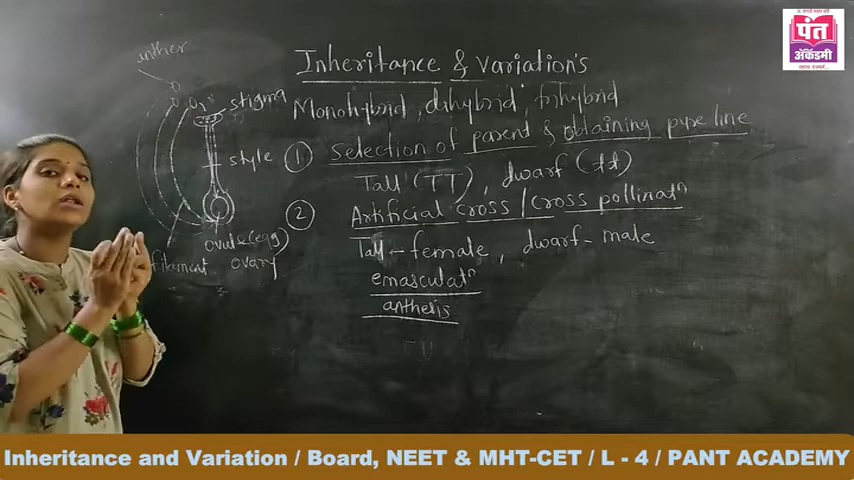 anther
stigma
style
ovule (egg)
filament ovary
Inheritance & Variation's
Monohybrid, dihybrid, trihybrid
① Selection of parent & obtaining pure line
Tall (TT), dwarf (tt)
② Artificial cross / cross pollinatⁿ
Tall - female, dwarf - male
emasculatⁿ
anthesis
पंत
अ‍ॅकॅडमी
Inheritance and Variation / Board, NEET & MHT-CET / L - 4 / PANT ACADEMY